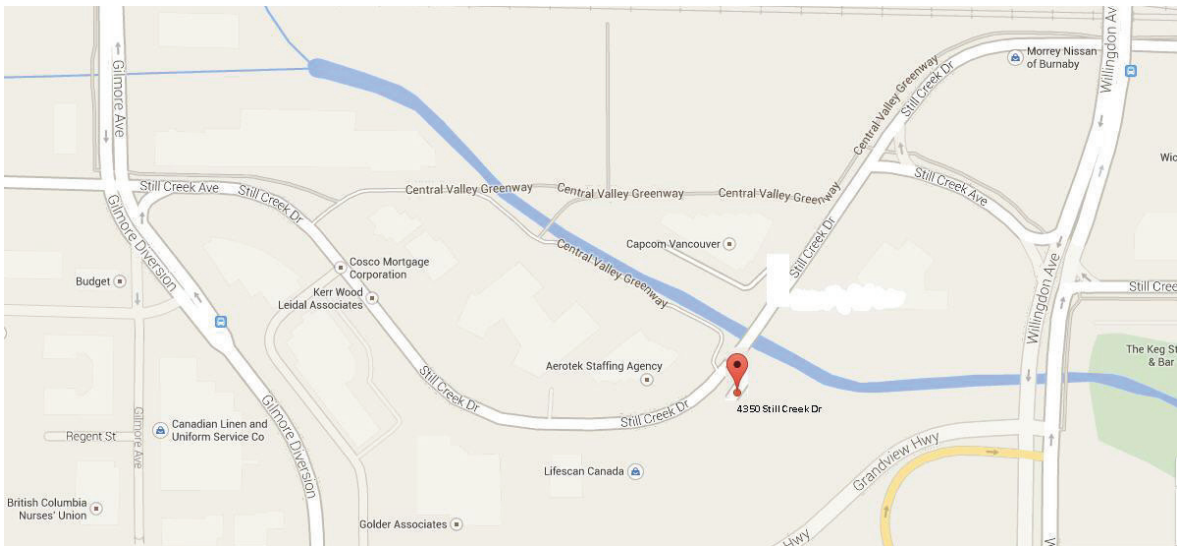 Gilmore Ave
Willingdon Ave
Morrey Nissan
of Burnaby
Still Creek Dr
Central Valley Greenway
Wic
Still Creek Ave
Still Creek Dr
Central Valley Greenway
Central Valley Greenway
Central Valley Greenway
Still Creek Ave
Gilmore Diversion
Capcom Vancouver
Still Creek Dr
Central Valley Greenway
Cosco Mortgage
Corporation
Budget
Kerr Wood
Leidal Associates
Willingdon Ave
Still Creek
The Keg St
& Bar
Aerotek Staffing Agency
Still Creek Dr
4350 Still Creek Dr
Still Creek Dr
Gilmore Ave
Canadian Linen and
Uniform Service Co
Regent St
Gilmore Diversion
Grandview Hwy
Lifescan Canada
British Columbia
Nurses' Union
Golder Associates
Hwy
W